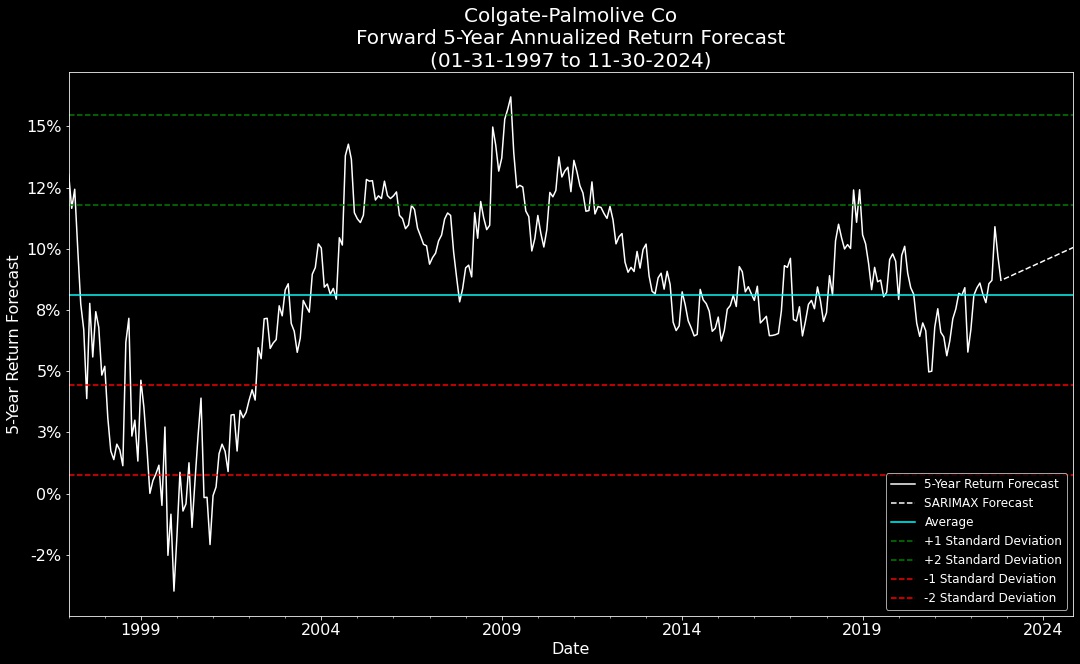 Colgate-Palmolive Co
Forward 5-Year Annualized Return Forecast
(01-31-1997 to 11-30-2024)
5-Year Return Forecast
15%
12%
10%
8%
5%
3%
0%
-2%
5-Year Return Forecast
SARIMAX Forecast
Average
+1 Standard Deviation
+2 Standard Deviation
-1 Standard Deviation
-2 Standard Deviation
1999 2004 2009 2014 2019 2024
Date